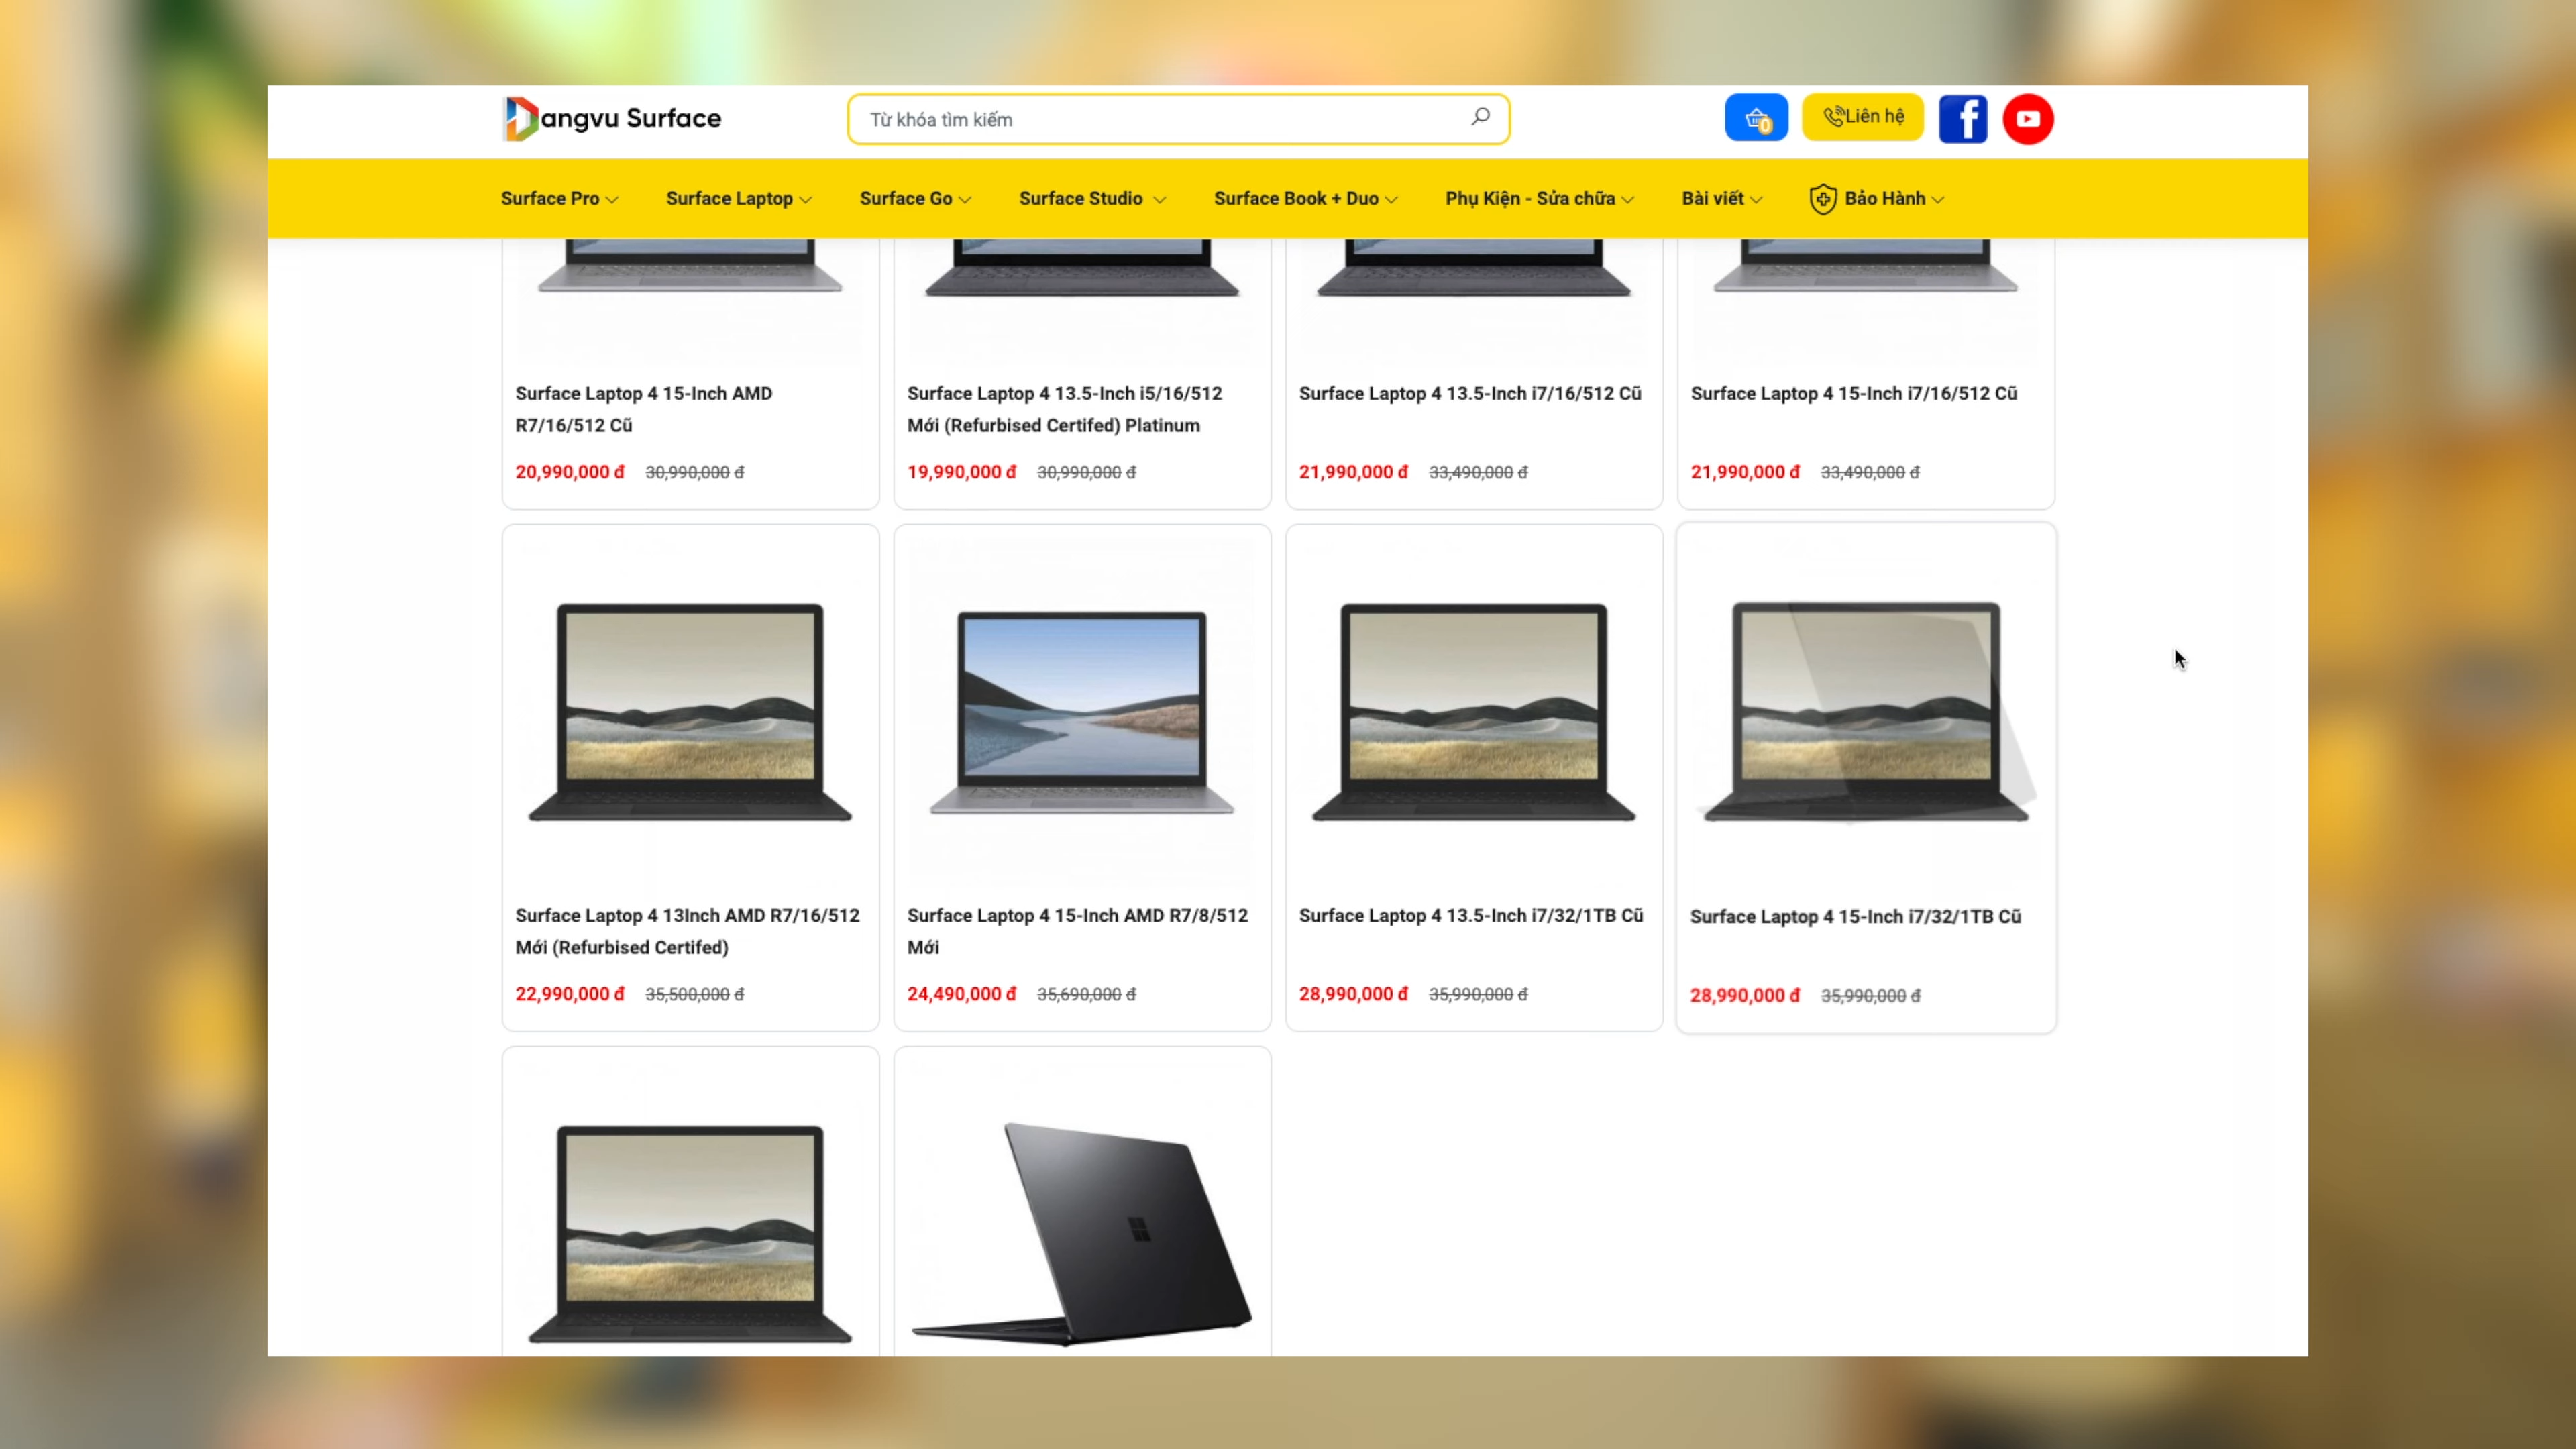 Dangvu Surface
Từ khóa tìm kiếm
0
Liên hệ
Surface Pro
Surface Laptop
Surface Go
Surface Studio
Surface Book + Duo
Phụ Kiện - Sửa chữa
Bài viết
Bảo Hành
Surface Laptop 4 15-Inch AMD
R7/16/512 Cũ
20,990,000 đ 30,990,000 đ
Surface Laptop 4 13.5-Inch i5/16/512
Mới (Refurbised Certifed) Platinum
19,990,000 đ 30,990,000 đ
Surface Laptop 4 13.5-Inch i7/16/512 Cũ
21,990,000 đ 33,490,000 đ
Surface Laptop 4 15-Inch i7/16/512 Cũ
21,990,000 đ 33,490,000 đ
Surface Laptop 4 13Inch AMD R7/16/512
Mới (Refurbised Certifed)
22,990,000 đ 35,500,000 đ
Surface Laptop 4 15-Inch AMD R7/8/512
Mới
24,490,000 đ 35,690,000 đ
Surface Laptop 4 13.5-Inch i7/32/1TB Cũ
28,990,000 đ 35,990,000 đ
Surface Laptop 4 15-Inch i7/32/1TB Cũ
28,990,000 đ 35,990,000 đ